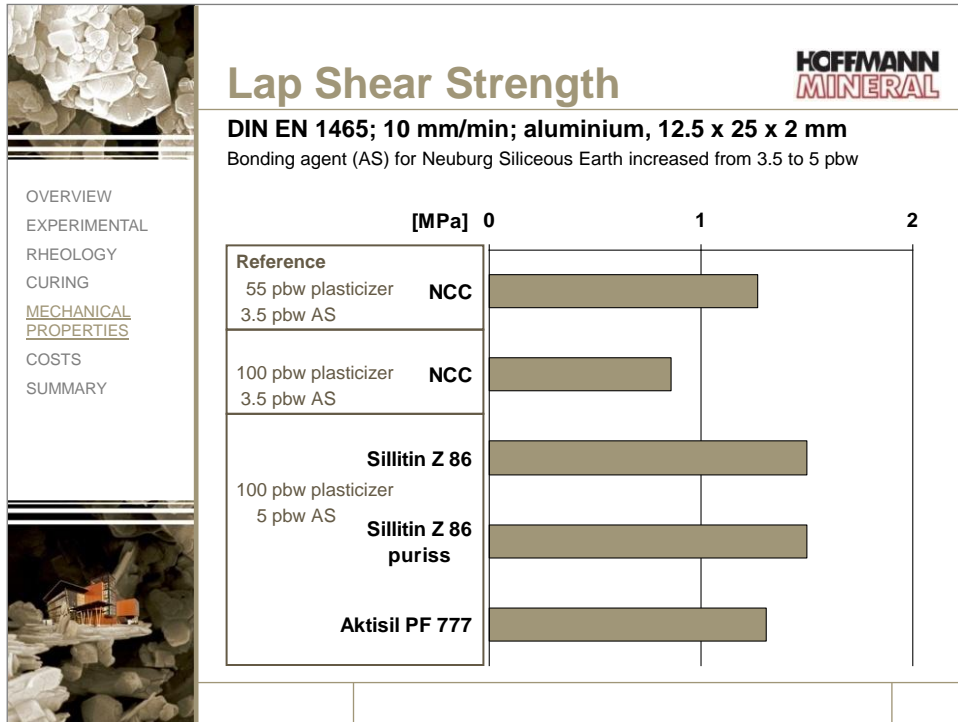 Lap Shear Strength
HOFFMANN
MINERAL
DIN EN 1465; 10 mm/min; aluminium, 12.5 x 25 x 2 mm
Bonding agent (AS) for Neuburg Siliceous Earth increased from 3.5 to 5 pbw
OVERVIEW
EXPERIMENTAL
RHEOLOGY
CURING
MECHANICAL
PROPERTIES
COSTS
SUMMARY
[MPa] 0 1 2
Reference
55 pbw plasticizer NCC
3.5 pbw AS
100 pbw plasticizer NCC
3.5 pbw AS
Sillitin Z 86
100 pbw plasticizer
5 pbw AS
Sillitin Z 86
puriss
Aktisil PF 777